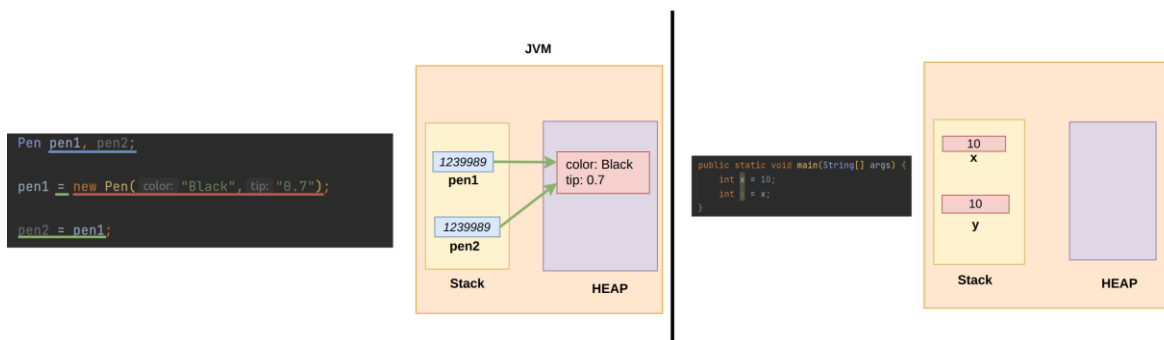 Pen pen1, pen2;
pen1 = new Pen( color: "Black", tip: "0.7");
pen2 = pen1;
JVM
1239989
pen1
1239989
pen2
Stack
color: Black
tip: 0.7
HEAP
public static void main(String[] args) {
int x = 10;
int = x;
}
10
x
10
y
Stack
HEAP